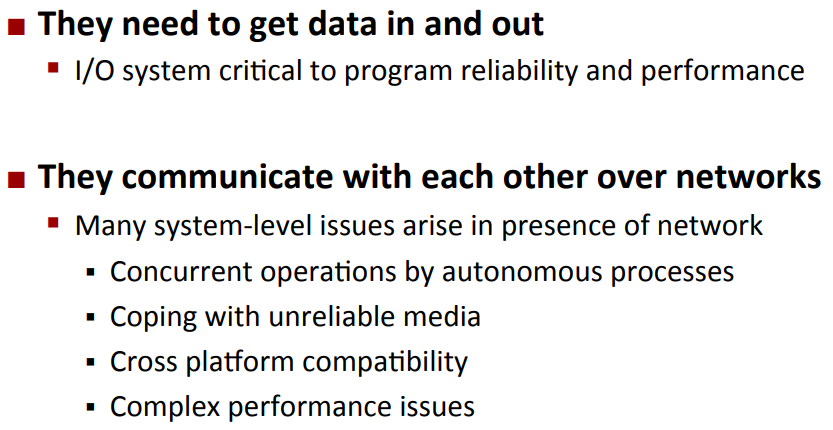 ■ They need to get data in and out
▪ I/O system critical to program reliability and performance
■ They communicate with each other over networks
▪ Many system-level issues arise in presence of network
▪ Concurrent operations by autonomous processes
▪ Coping with unreliable media
▪ Cross platform compatibility
▪ Complex performance issues